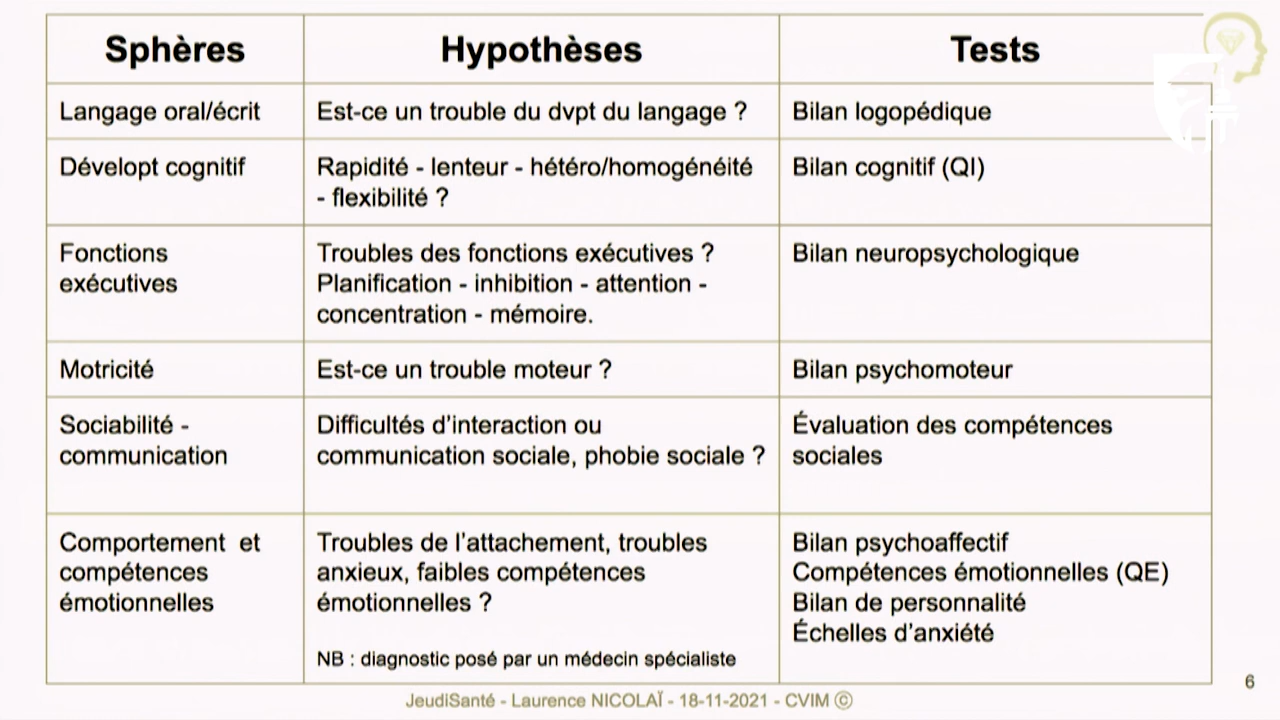 Sphères
Hypothèses
Tests
Langage oral/écrit
Est-ce un trouble du dvpt du langage ?
Bilan logopédique
Dévelopt cognitif
Rapidité - lenteur - hétéro/homogénéité
- flexibilité ?
Bilan cognitif (QI)
Fonctions
exécutives
Troubles des fonctions exécutives ?
Planification - inhibition - attention -
concentration - mémoire.
Bilan neuropsychologique
Motricité
Est-ce un trouble moteur ?
Bilan psychomoteur
Sociabilité -
communication
Difficultés d'interaction ou
communication sociale, phobie sociale ?
Évaluation des compétences
sociales
Comportement et
compétences
émotionnelles
Troubles de l'attachement, troubles
anxieux, faibles compétences
émotionnelles ?
NB : diagnostic posé par un médecin spécialiste
Bilan psychoaffectif
Compétences émotionnelles (QE)
Bilan de personnalité
Échelles d'anxiété
6
JeudiSanté - Laurence NICOLAÏ - 18-11-2021 - CVIM ©